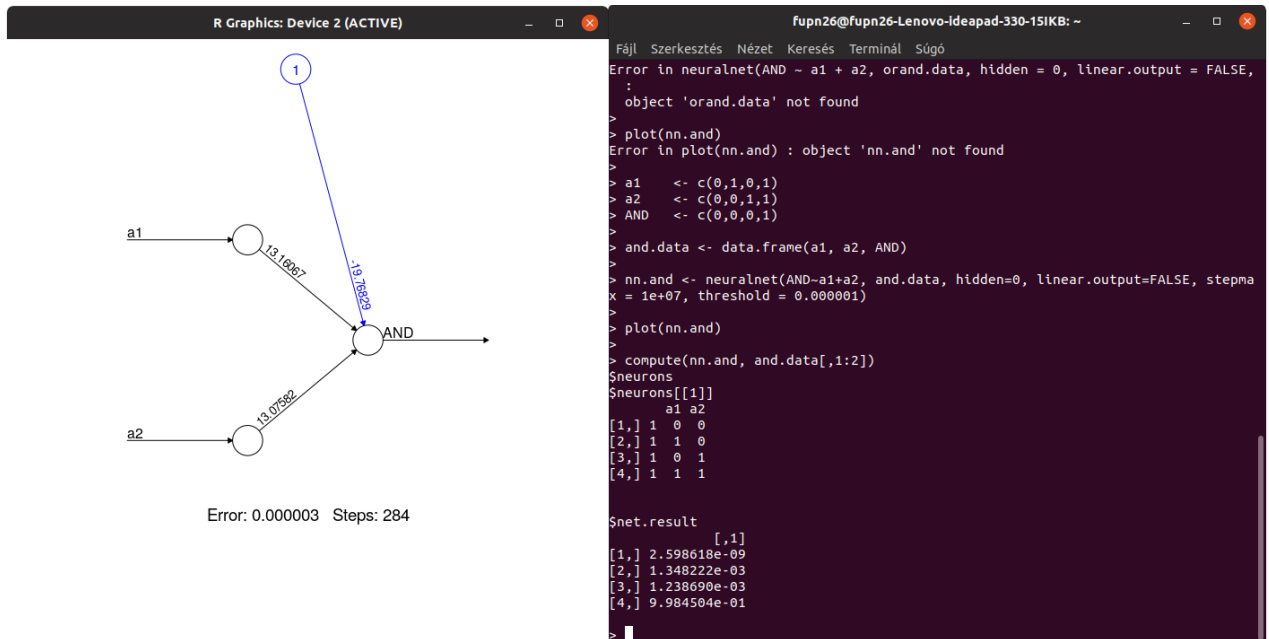 R Graphics: Device 2 (ACTIVE)
1
a1
13.16067
-19.76829
AND
13.07582
a2
Error: 0.000003 Steps: 284
fupn26@fupn26-Lenovo-ideapad-330-15IKB: ~
Fájl Szerkesztés Nézet Keresés Terminál Súgó
Error in neuralnet(AND ~ a1 + a2, orand.data, hidden = 0, linear.output = FALSE,
  :
  object 'orand.data' not found
>
> plot(nn.and)
Error in plot(nn.and) : object 'nn.and' not found
>
> a1    <- c(0,1,0,1)
> a2    <- c(0,0,1,1)
> AND   <- c(0,0,0,1)
>
> and.data <- data.frame(a1, a2, AND)
>
> nn.and <- neuralnet(AND~a1+a2, and.data, hidden=0, linear.output=FALSE, stepma
x = 1e+07, threshold = 0.000001)
>
> plot(nn.and)
>
> compute(nn.and, and.data[,1:2])
$neurons
$neurons[[1]]
       a1 a2
[1,] 1  0  0
[2,] 1  1  0
[3,] 1  0  1
[4,] 1  1  1
$net.result
             [,1]
[1,] 2.598618e-09
[2,] 1.348222e-03
[3,] 1.238690e-03
[4,] 9.984504e-01
>